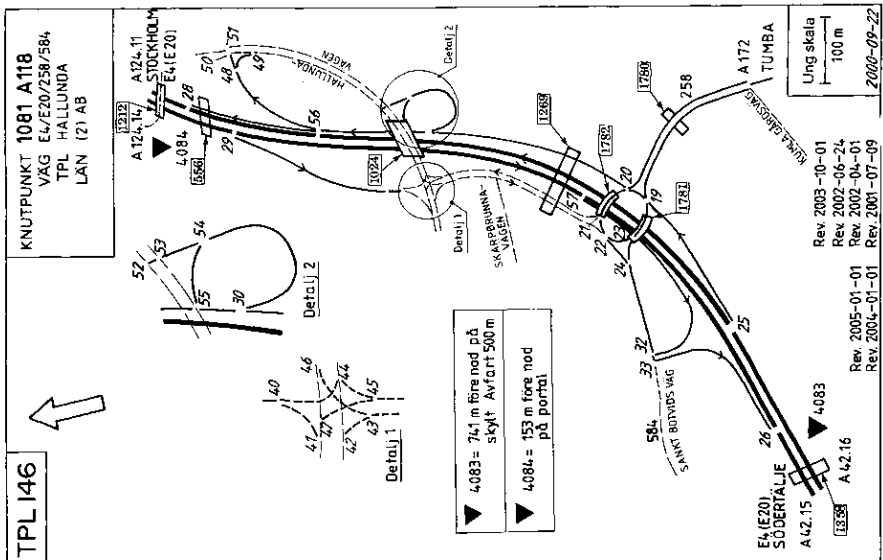 TPL 146
KNUTPUNKT 1081 A118
VÄG E4/E20/258/584
TPL HALLUNDA
LÄN (2) AB
A124.11
STOCKHOLM
E4(E20)
A124.14
1212
28
4084
556
29
56
50
51
48
49
HALLUNDA-
VÄGEN
Detalj 2
1024
Detalj 1
SKARPBRUNNA-
VÄGEN
1269
57
1782
21
22
23
24
20
19
1781
1780
258
A172
TUMBA
KUMLA GÅRDSVÄG
52
53
54
55
30
Detalj 2
40
46
41
47
44
42
43
45
Detalj 1
4083= 741 m före nod på
skylt Avfart 500 m
4084= 153 m före nod
på portal
33
32
584
SANKT BOTVIDS VÄG
25
26
4083
E4(E20)
SÖDERTÄLJE
A42.15
A42.16
1358
Rev. 2003-10-01
Rev. 2002-06-24
Rev. 2005-01-01
Rev. 2002-04-01
Rev. 2004-01-01
Rev. 2001-07-09
Ung skala
100 m
2000-09-22